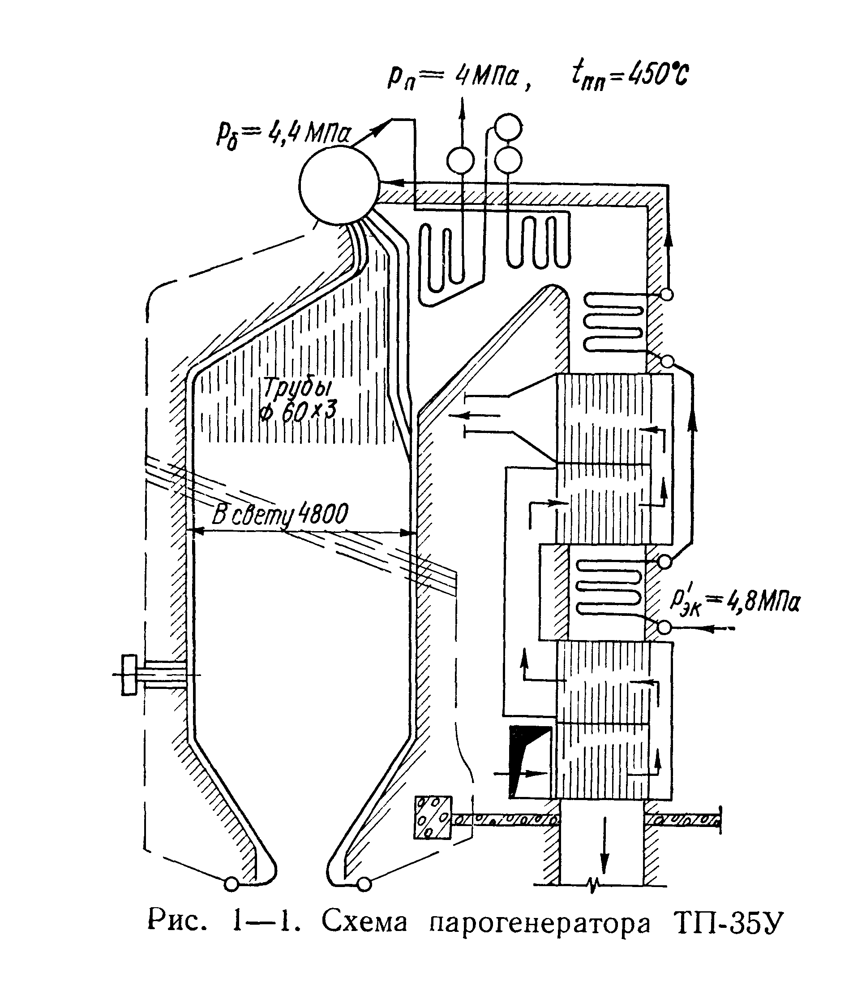 pп = 4 МПа, tпп = 450°C
pб = 4,4 МПа
Трубы
ϕ 60×3
В свету 4800
p'эк = 4,8 МПа
Рис. 1—1. Схема парогенератора ТП-35У